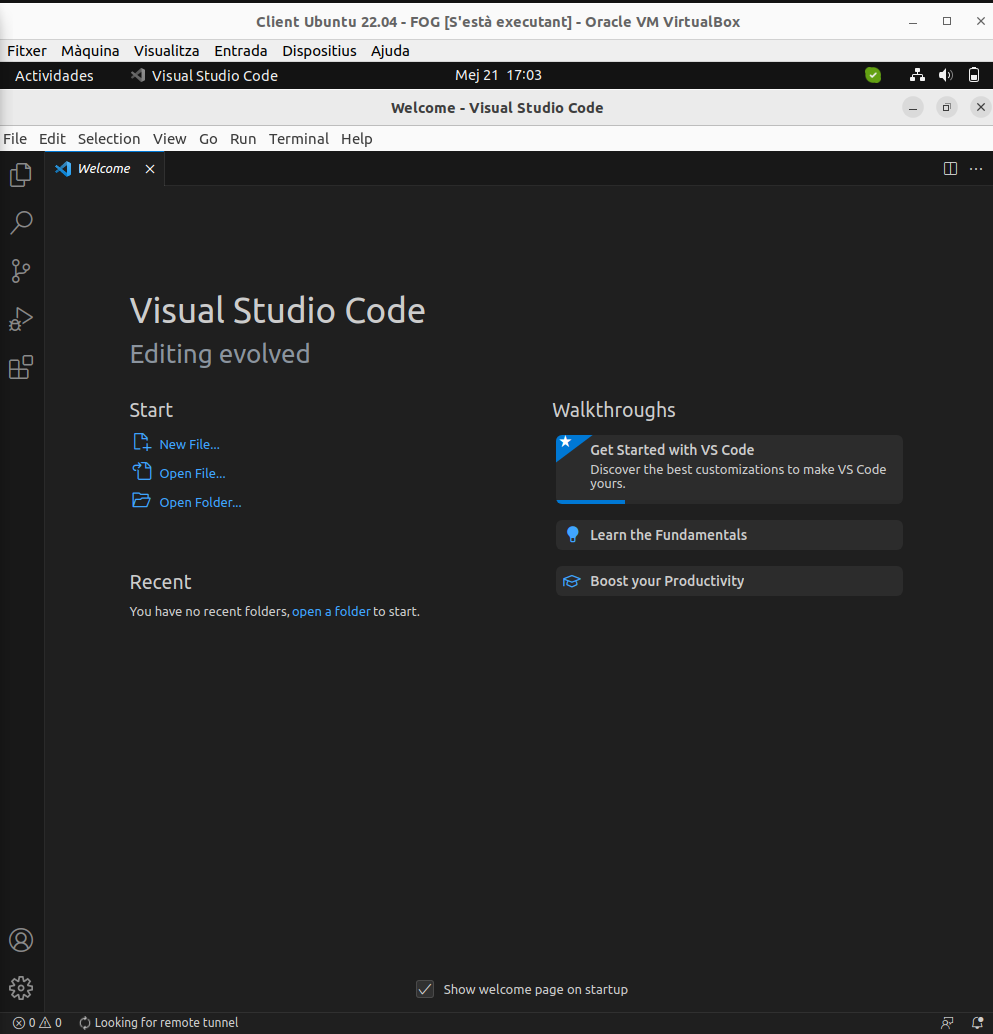 Client Ubuntu 22.04 - FOG [S'està executant] - Oracle VM VirtualBox
Fitxer Màquina Visualitza Entrada Dispositius Ajuda
Actividades Visual Studio Code Mej 21 17:03
Welcome - Visual Studio Code
File Edit Selection View Go Run Terminal Help
Welcome
Visual Studio Code
Editing evolved
Start
New File...
Open File...
Open Folder...
Recent
You have no recent folders, open a folder to start.
Walkthroughs
Get Started with VS Code
Discover the best customizations to make VS Code
yours.
Learn the Fundamentals
Boost your Productivity
Show welcome page on startup
0 0 Looking for remote tunnel